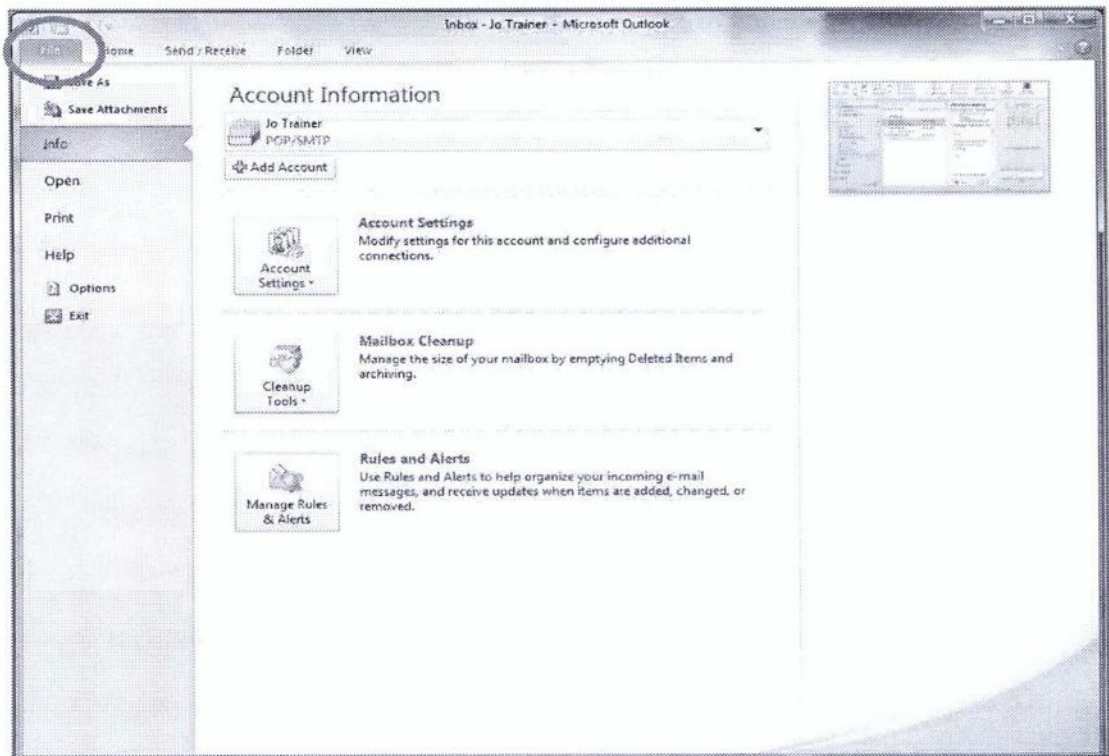 Inbox - Jo Trainer - Microsoft Outlook
File Home Send / Receive Folder View
Save As
Save Attachments
Info
Open
Print
Help
Options
Exit
Account Information
Jo Trainer
POP/SMTP
Add Account
Account Settings
Account Settings
Modify settings for this account and configure additional
connections.
Cleanup
Tools
Mailbox Cleanup
Manage the size of your mailbox by emptying Deleted Items and
archiving.
Manage Rules
& Alerts
Rules and Alerts
Use Rules and Alerts to help organize your incoming e-mail
messages, and receive updates when items are added, changed, or
removed.